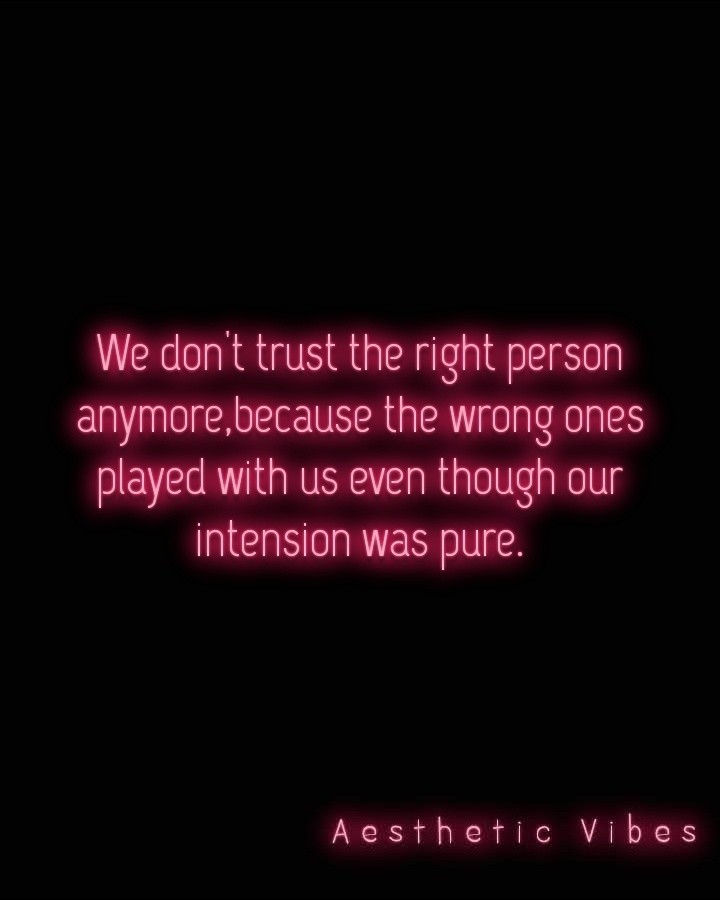 We don't trust the right person
anymore,because the wrong ones
played with us even though our
intension was pure.
Aesthetic Vibes